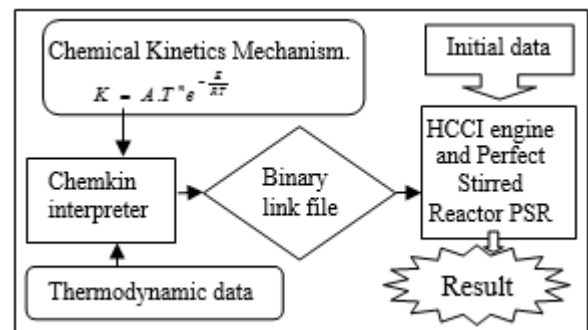 Chemical Kinetics Mechanism.
K = A.T^n e^{-\frac{E}{RT}}
Initial data
Chemkin
interpreter
Binary
link file
HCCI engine
and Perfect
Stirred
Reactor PSR
Thermodynamic data
Result